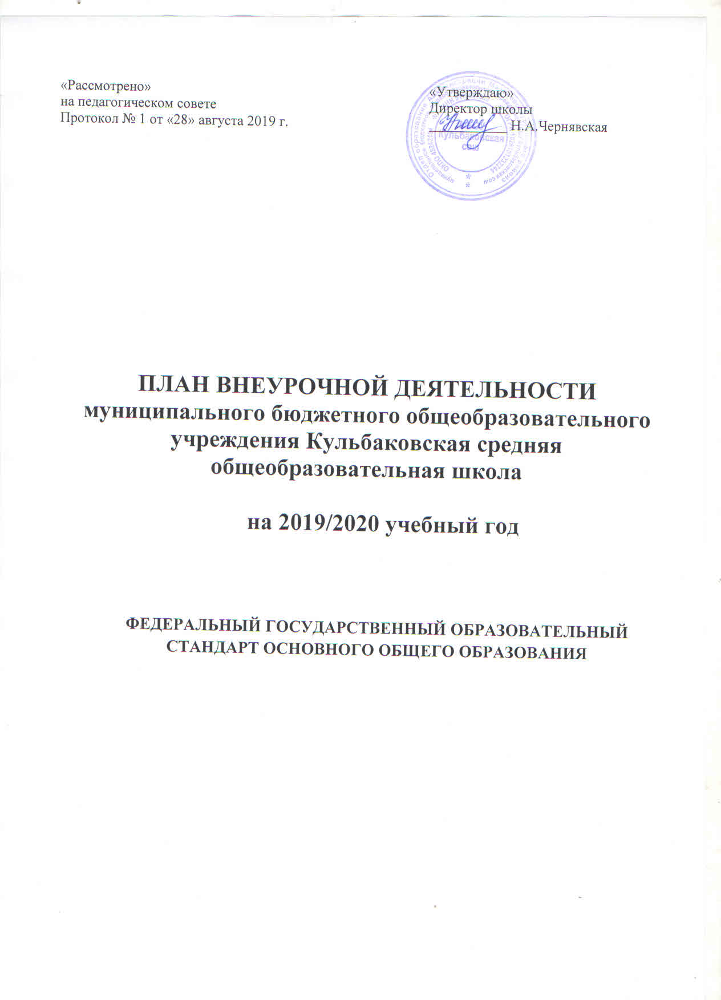 «Рассмотрено»
на педагогическом совете
Протокол № 1 от «28» августа 2019 г.
«Утверждаю»
Директор школы
Н.А.Чернявская
Кульбаковская
сош
ПЛАН ВНЕУРОЧНОЙ ДЕЯТЕЛЬНОСТИ
муниципального бюджетного общеобразовательного
учреждения Кульбаковская средняя
общеобразовательная школа
на 2019/2020 учебный год
ФЕДЕРАЛЬНЫЙ ГОСУДАРСТВЕННЫЙ ОБРАЗОВАТЕЛЬНЫЙ
СТАНДАРТ ОСНОВНОГО ОБЩЕГО ОБРАЗОВАНИЯ